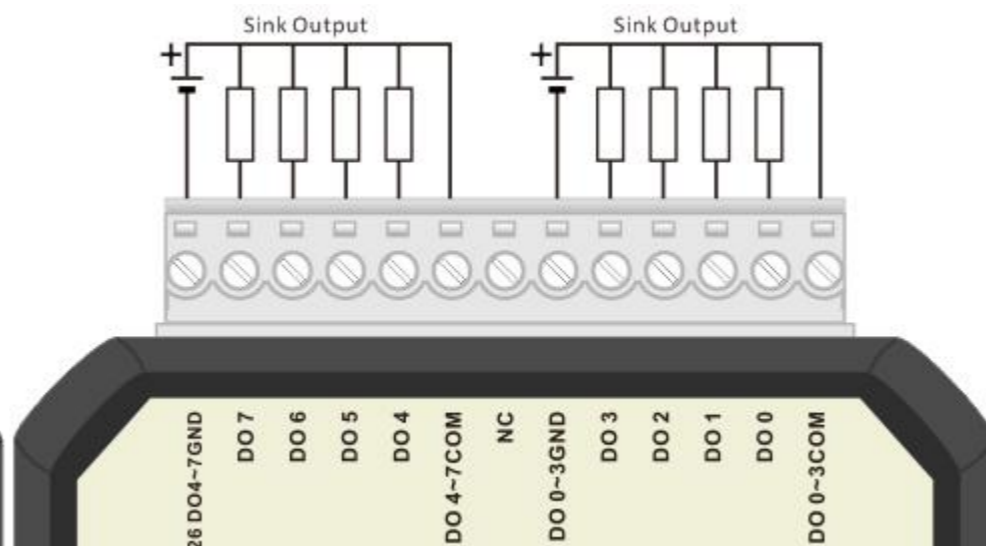 Sink Output
Sink Output
+
+
26 DO4~7GND
DO 7
DO 6
DO 5
DO 4
DO 4~7COM
NC
DO 0~3GND
DO 3
DO 2
DO 1
DO 0
DO 0~3COM